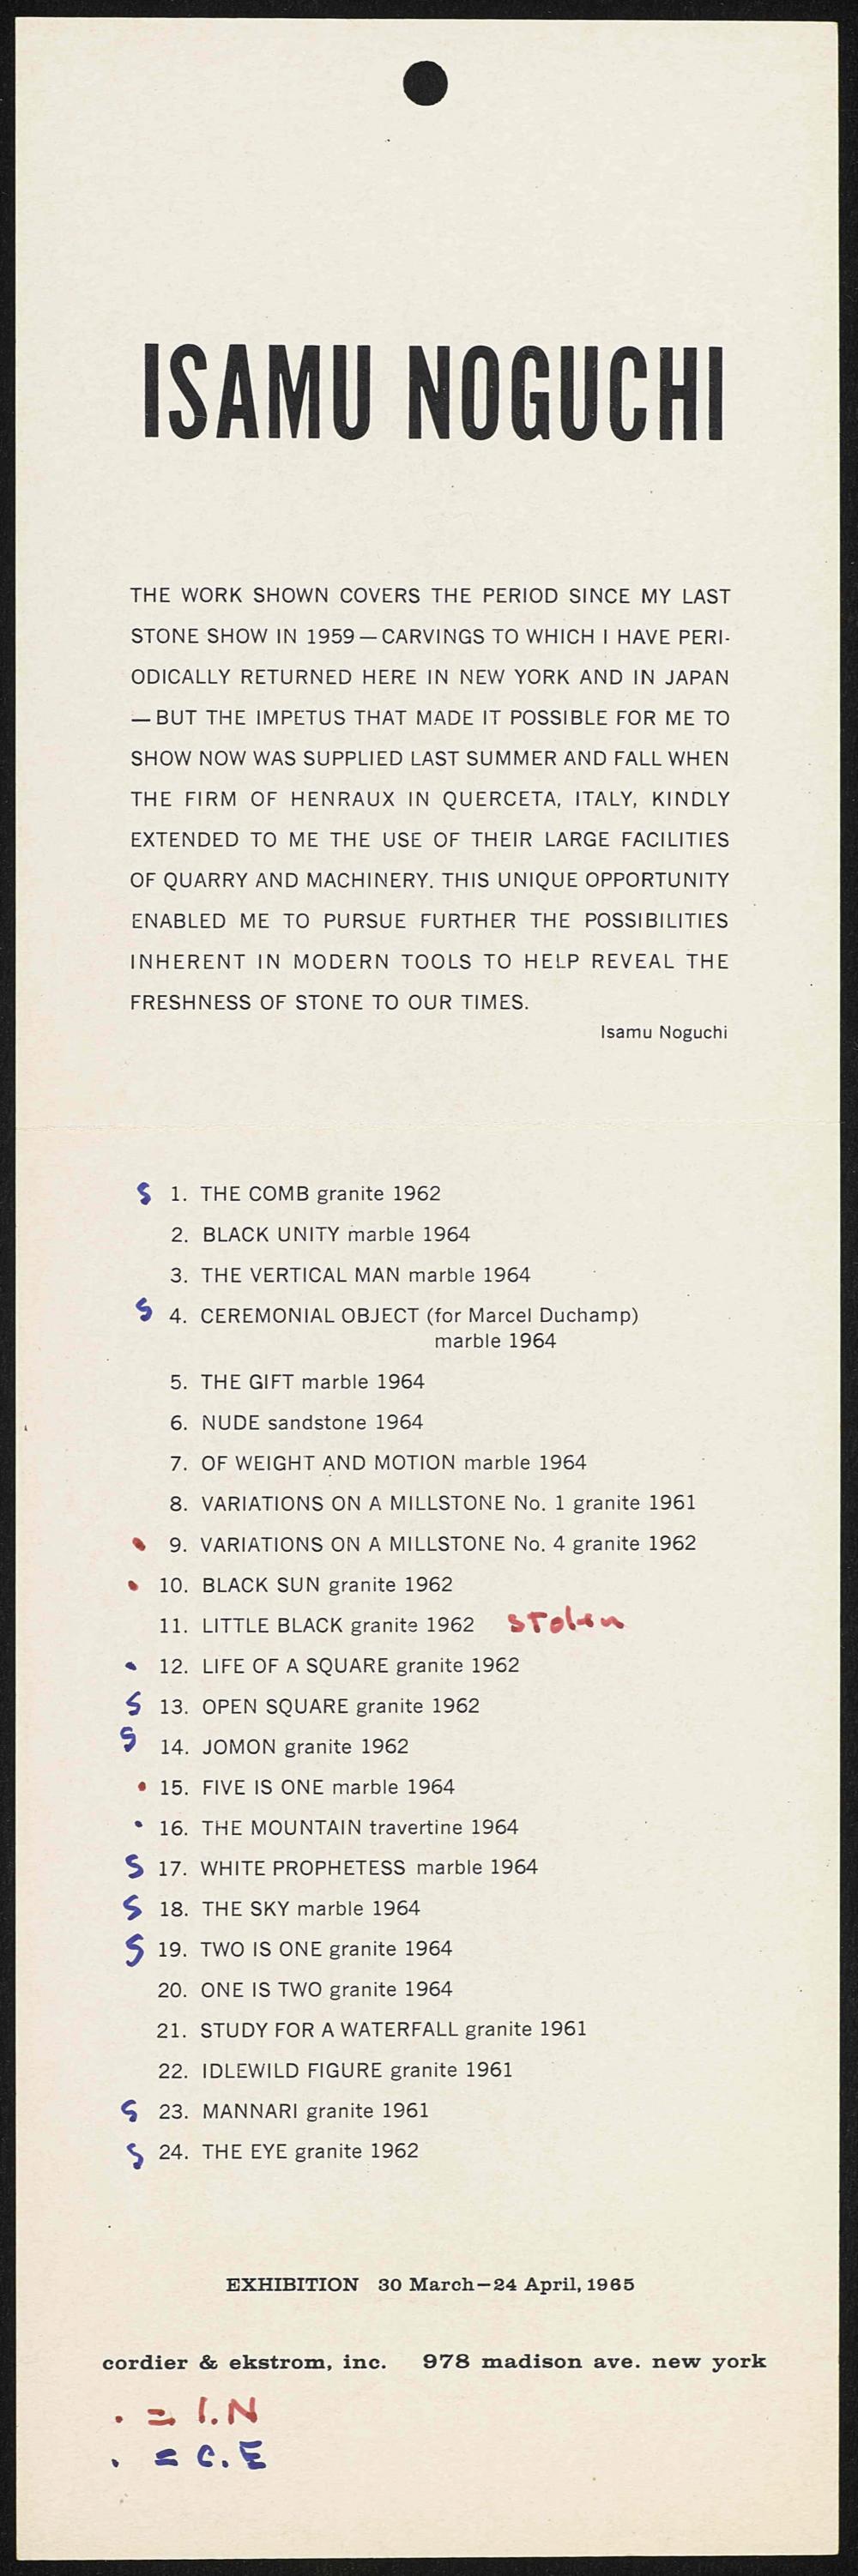 ISAMU NOGUCHI
THE WORK SHOWN COVERS THE PERIOD SINCE MY LAST
STONE SHOW IN 1959—CARVINGS TO WHICH I HAVE PERI-
ODICALLY RETURNED HERE IN NEW YORK AND IN JAPAN
—BUT THE IMPETUS THAT MADE IT POSSIBLE FOR ME TO
SHOW NOW WAS SUPPLIED LAST SUMMER AND FALL WHEN
THE FIRM OF HENRAUX IN QUERCETA, ITALY, KINDLY
EXTENDED TO ME THE USE OF THEIR LARGE FACILITIES
OF QUARRY AND MACHINERY. THIS UNIQUE OPPORTUNITY
ENABLED ME TO PURSUE FURTHER THE POSSIBILITIES
INHERENT IN MODERN TOOLS TO HELP REVEAL THE
FRESHNESS OF STONE TO OUR TIMES.
Isamu Noguchi
S 1. THE COMB granite 1962
2. BLACK UNITY marble 1964
3. THE VERTICAL MAN marble 1964
S 4. CEREMONIAL OBJECT (for Marcel Duchamp)
marble 1964
5. THE GIFT marble 1964
6. NUDE sandstone 1964
7. OF WEIGHT AND MOTION marble 1964
8. VARIATIONS ON A MILLSTONE No. 1 granite 1961
• 9. VARIATIONS ON A MILLSTONE No. 4 granite 1962
• 10. BLACK SUN granite 1962
11. LITTLE BLACK granite 1962 stolen
• 12. LIFE OF A SQUARE granite 1962
S 13. OPEN SQUARE granite 1962
S 14. JOMON granite 1962
• 15. FIVE IS ONE marble 1964
• 16. THE MOUNTAIN travertine 1964
S 17. WHITE PROPHETESS marble 1964
S 18. THE SKY marble 1964
S 19. TWO IS ONE granite 1964
20. ONE IS TWO granite 1964
21. STUDY FOR A WATERFALL granite 1961
22. IDLEWILD FIGURE granite 1961
S 23. MANNARI granite 1961
S 24. THE EYE granite 1962
EXHIBITION 30 March—24 April, 1965
cordier & ekstrom, inc. 978 madison ave. new york
• = I.N
• = C.E